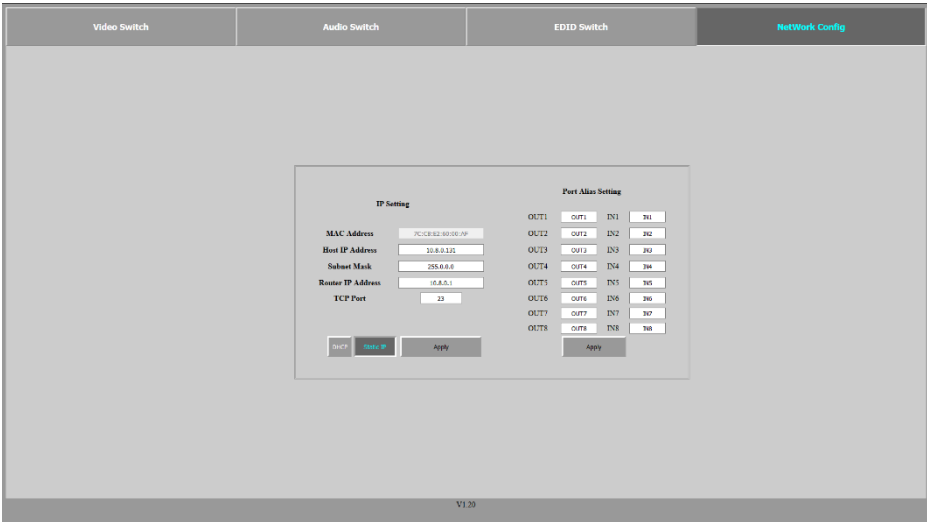 Video Switch Audio Switch EDID Switch NetWork Config
Port Alias Setting
IP Setting
OUT1 OUT1 IN1 IN1
MAC Address
OUT2 OUT2 IN2 IN2
Host IP Address 10.8.0.131
OUT3 OUT3 IN3 IN3
Subnet Mask 255.0.0.0
OUT4 OUT4 IN4 IN4
Router IP Address 10.8.0.1
OUT5 OUT5 IN5 IN5
TCP Port 23
OUT6 OUT6 IN6 IN6
OUT7 OUT7 IN7 IN7
OUT8 OUT8 IN8 IN8
DHCP Static IP Apply Apply
V1.20